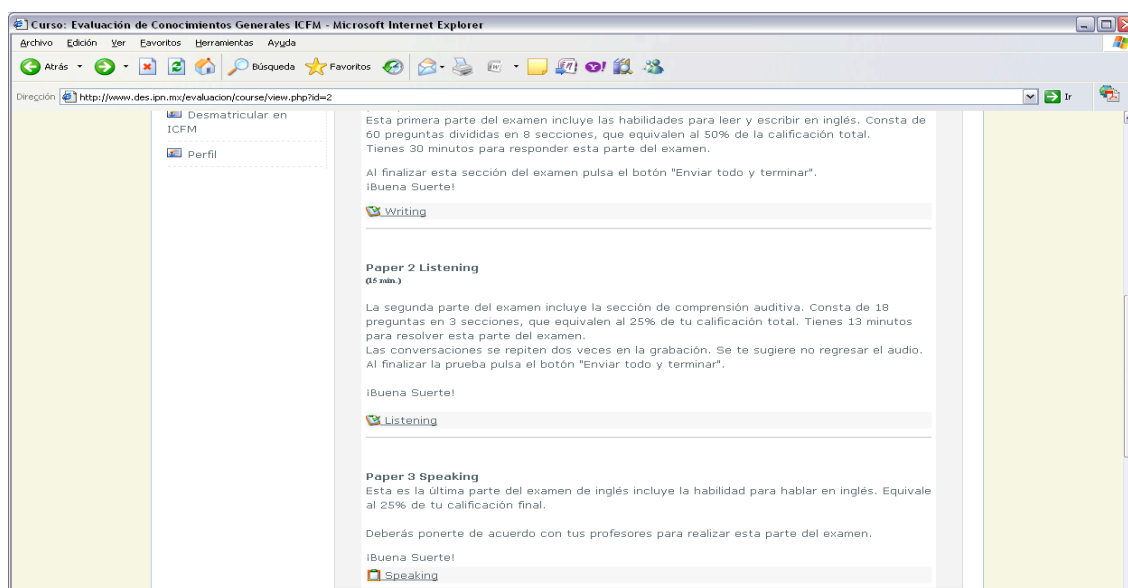 Curso: Evaluación de Conocimientos Generales ICFM - Microsoft Internet Explorer
Archivo Edición Ver Favoritos Herramientas Ayuda
Atrás Búsqueda Favoritos
Dirección http://www.des.ipn.mx/evaluacion/course/view.php?id=2 Ir
Desmatricular en
ICFM
Perfil
Esta primera parte del examen incluye las habilidades para leer y escribir en inglés. Consta de
60 preguntas divididas en 8 secciones, que equivalen al 50% de la calificación total.
Tienes 30 minutos para responder esta parte del examen.
Al finalizar esta sección del examen pulsa el botón "Enviar todo y terminar".
¡Buena Suerte!
Writing
Paper 2 Listening
(15 min.)
La segunda parte del examen incluye la sección de comprensión auditiva. Consta de 18
preguntas en 3 secciones, que equivalen al 25% de tu calificación total. Tienes 13 minutos
para resolver esta parte del examen.
Las conversaciones se repiten dos veces en la grabación. Se te sugiere no regresar el audio.
Al finalizar la prueba pulsa el botón "Enviar todo y terminar".
¡Buena Suerte!
Listening
Paper 3 Speaking
Esta es la última parte del examen de inglés incluye la habilidad para hablar en inglés. Equivale
al 25% de tu calificación final.
Deberás ponerte de acuerdo con tus profesores para realizar esta parte del examen.
¡Buena Suerte!
Speaking